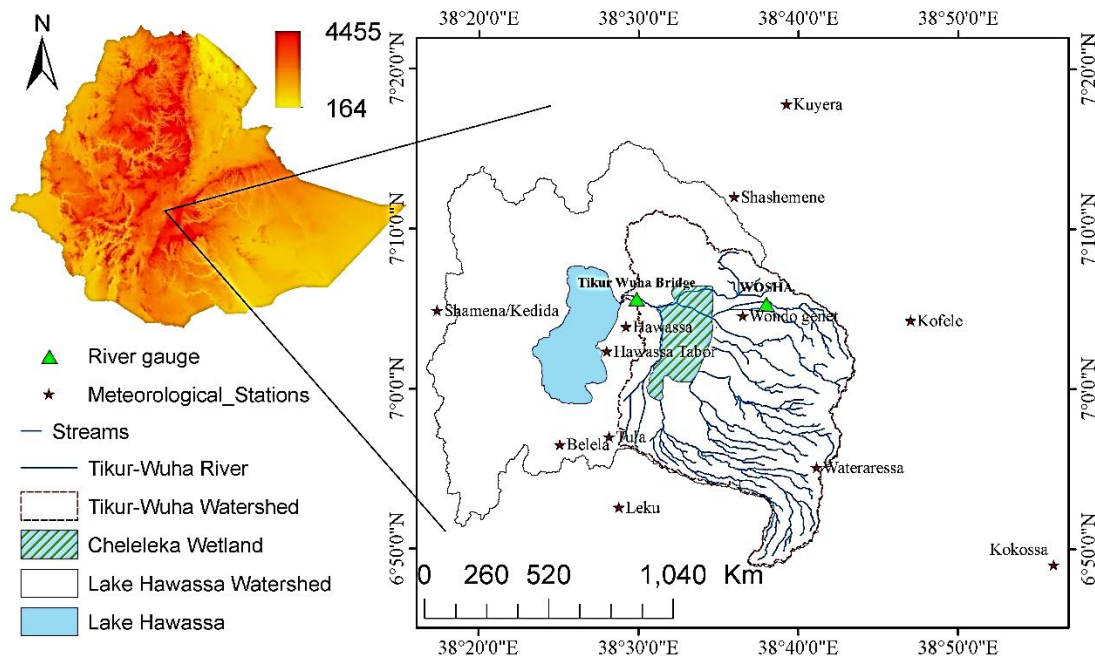 N
4455
164
River gauge
Meteorological_Stations
Streams
Tikur-Wuha River
Tikur-Wuha Watershed
Cheleleka Wetland
Lake Hawassa Watershed
Lake Hawassa
38°20'0"E 38°30'0"E 38°40'0"E 38°50'0"E
7°20'0"N
7°20'0"N
7°10'0"N
7°10'0"N
7°0'0"N
7°0'0"N
6°50'0"N
6°50'0"N
Kuyera
Shashemene
Tikur Wuha Bridge
WOSHA
Shamena/Kedida
Wondo genet
Kofele
Hawassa
Hawassa Tabor
Tula
Belela
Wateraressa
Leku
Kokossa
0 260 520 1,040 Km
38°20'0"E 38°30'0"E 38°40'0"E 38°50'0"E